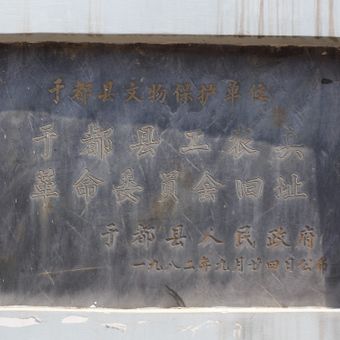 于都县文物保护单位
于都县工农兵
革命委员会旧址
于都县人民政府
一九八二年九月廿四日公布